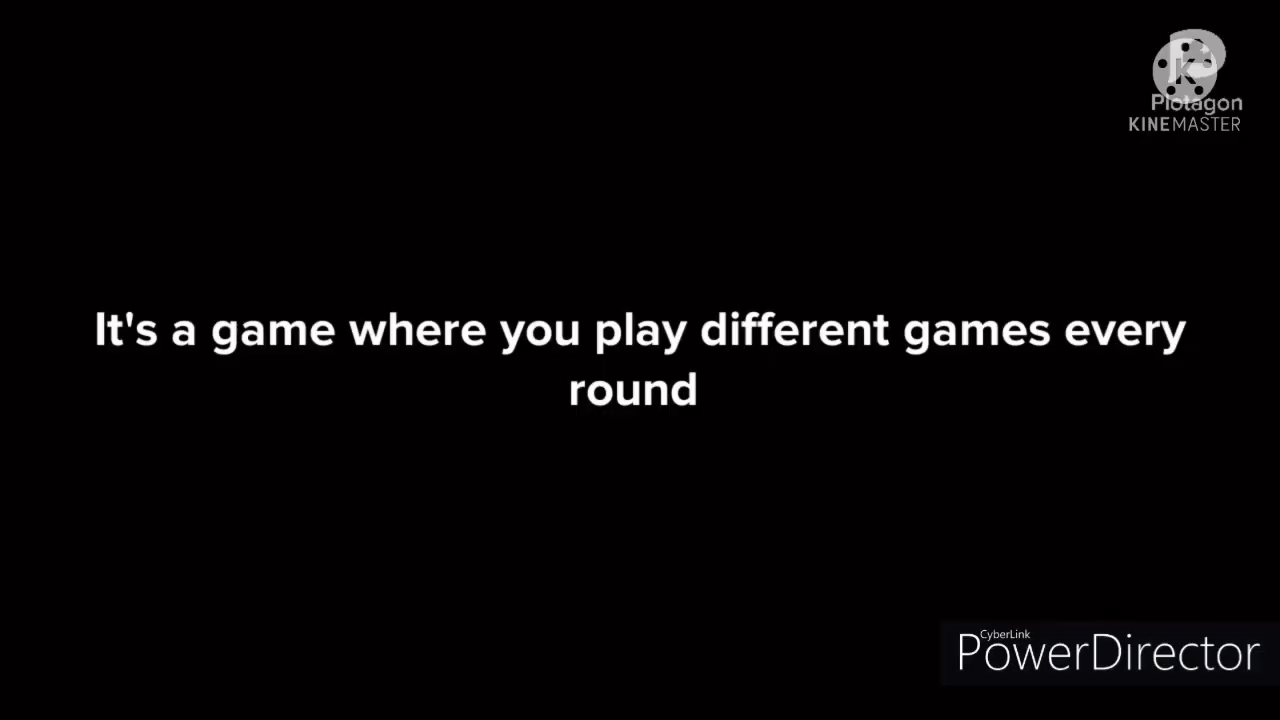 Plotagon
KINEMASTER
It's a game where you play different games every
round
CyberLink
PowerDirector